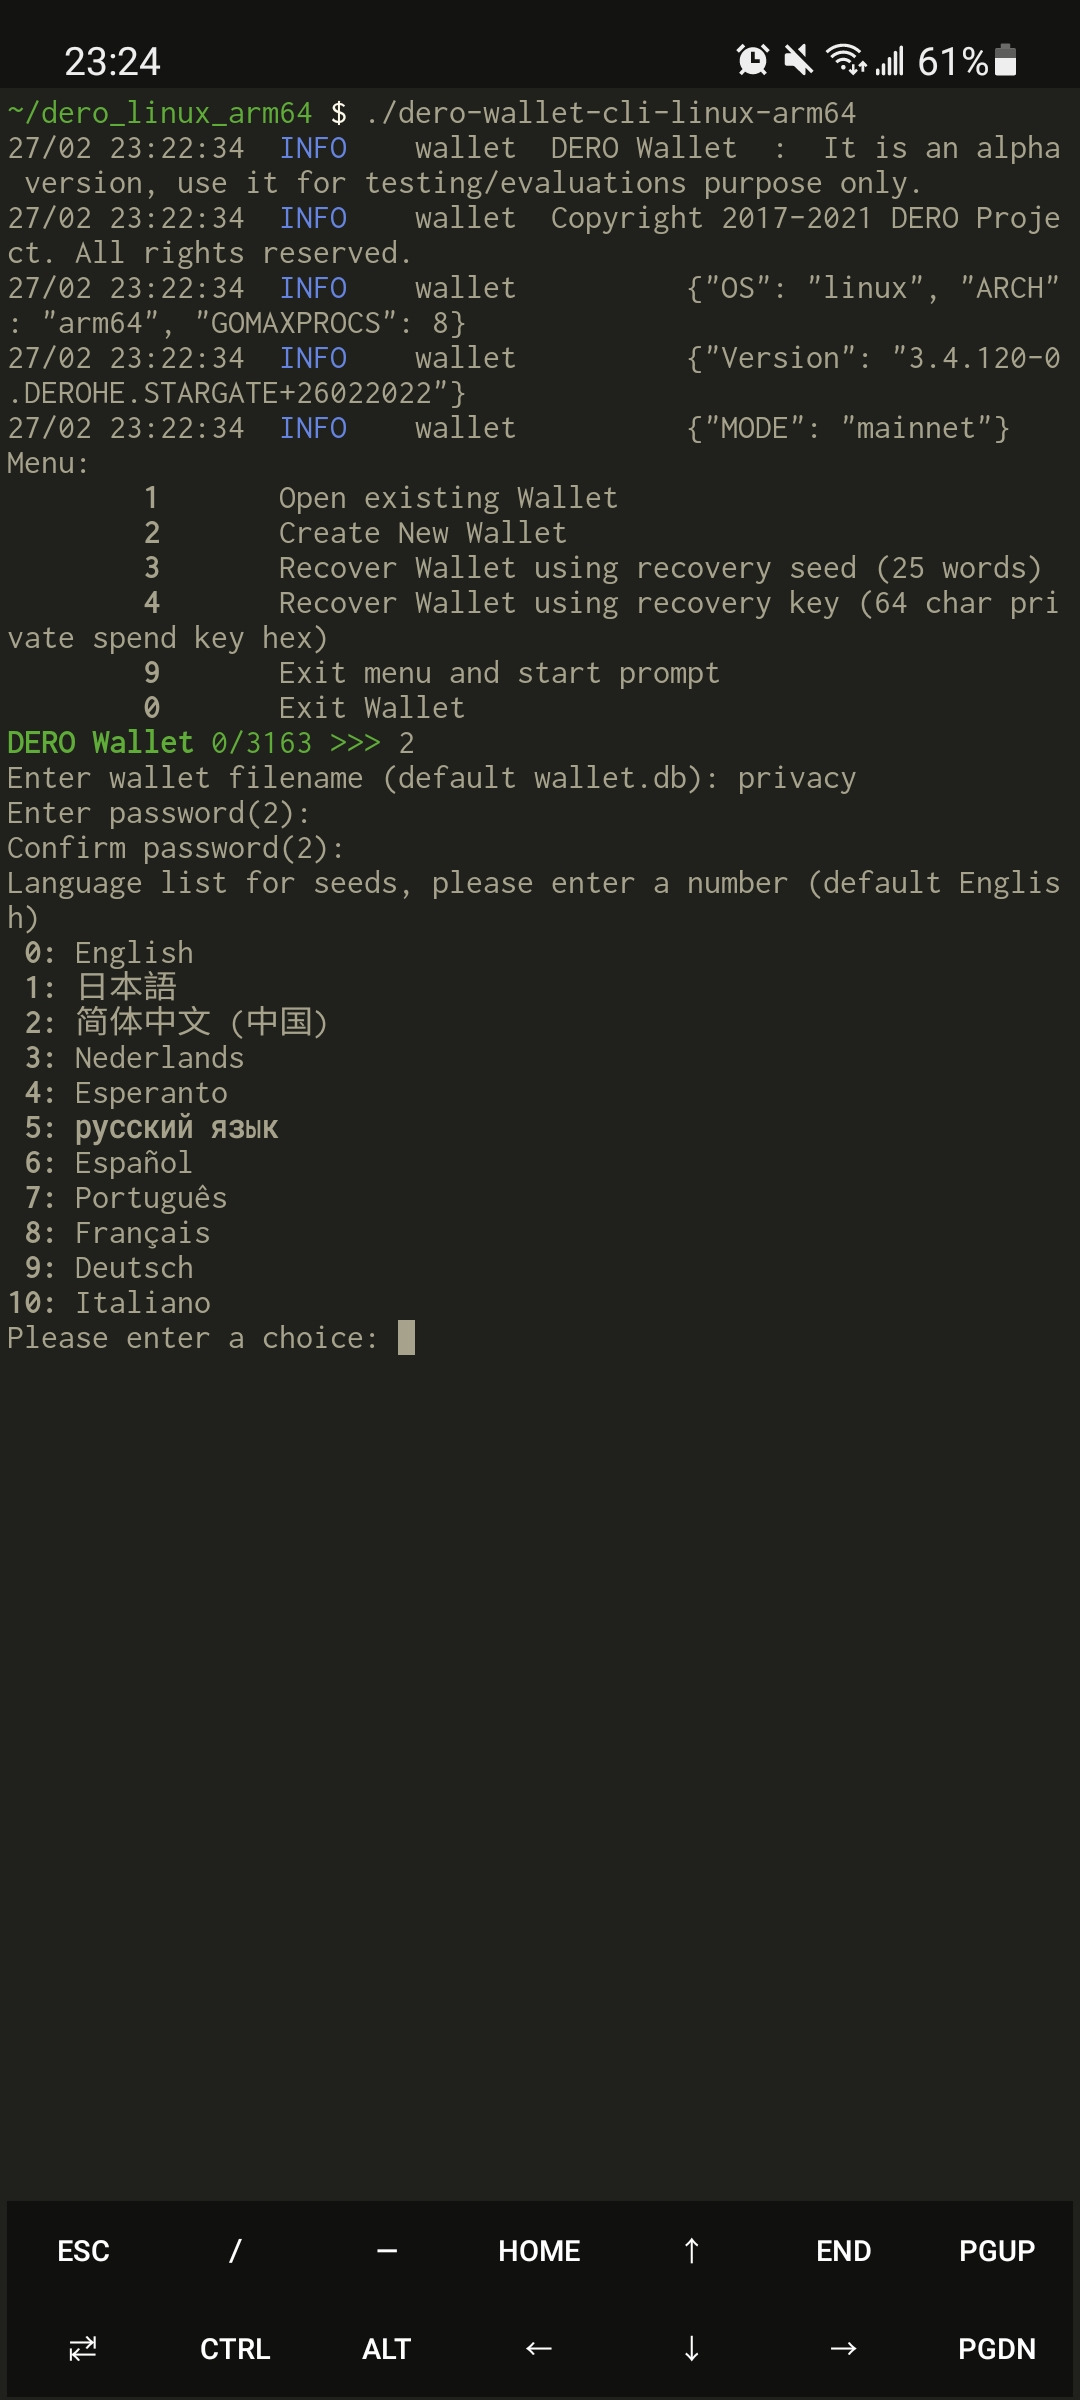 23:24 61%
~/dero_linux_arm64 $ ./dero-wallet-cli-linux-arm64
27/02 23:22:34  INFO    wallet  DERO Wallet  :  It is an alpha
 version, use it for testing/evaluations purpose only.
27/02 23:22:34  INFO    wallet  Copyright 2017-2021 DERO Proje
ct. All rights reserved.
27/02 23:22:34  INFO    wallet          {"OS": "linux", "ARCH"
: "arm64", "GOMAXPROCS": 8}
27/02 23:22:34  INFO    wallet          {"Version": "3.4.120-0
.DEROHE.STARGATE+26022022"}
27/02 23:22:34  INFO    wallet          {"MODE": "mainnet"}
Menu:
        1       Open existing Wallet
        2       Create New Wallet
        3       Recover Wallet using recovery seed (25 words)
        4       Recover Wallet using recovery key (64 char pri
vate spend key hex)
        9       Exit menu and start prompt
        0       Exit Wallet
DERO Wallet 0/3163 >>> 2
Enter wallet filename (default wallet.db): privacy
Enter password(2):
Confirm password(2):
Language list for seeds, please enter a number (default Englis
h)
 0: English
 1: 日本語
 2: 简体中文 (中国)
 3: Nederlands
 4: Esperanto
 5: русский язык
 6: Español
 7: Português
 8: Français
 9: Deutsch
10: Italiano
Please enter a choice:
ESC / — HOME ↑ END PGUP
⇄ CTRL ALT ← ↓ → PGDN